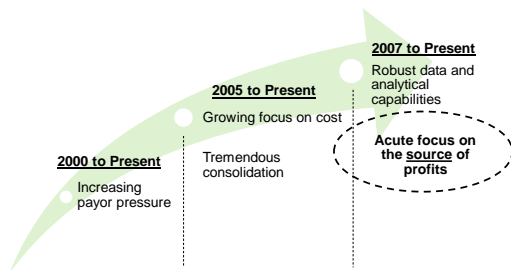 2000 to Present
Increasing
payor pressure
2005 to Present
Growing focus on cost
Tremendous
consolidation
2007 to Present
Robust data and
analytical
capabilities
Acute focus on
the source of
profits